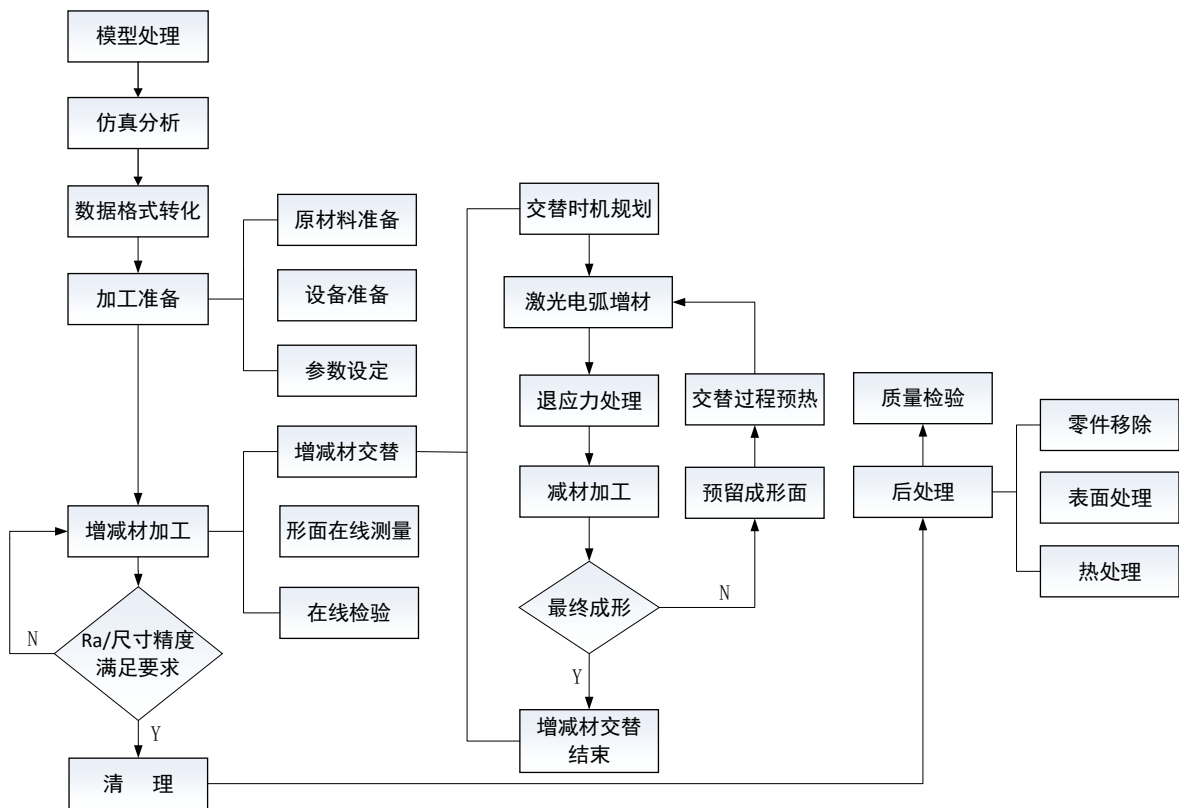 模型处理
仿真分析
数据格式转化
加工准备
原材料准备
设备准备
参数设定
增减材加工
增减材交替
形面在线测量
在线检验
N
Ra/尺寸精度
满足要求
Y
清 理
交替时机规划
激光电弧增材
退应力处理
减材加工
最终成形
N
Y
增减材交替
结束
预留成形面
交替过程预热
质量检验
后处理
零件移除
表面处理
热处理